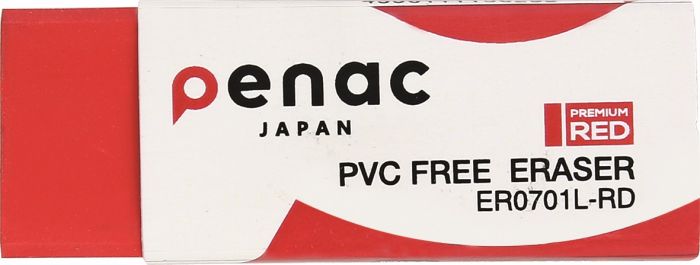 penac
JAPAN
PREMIUM
RED
PVC FREE ERASER
ER0701L-RD